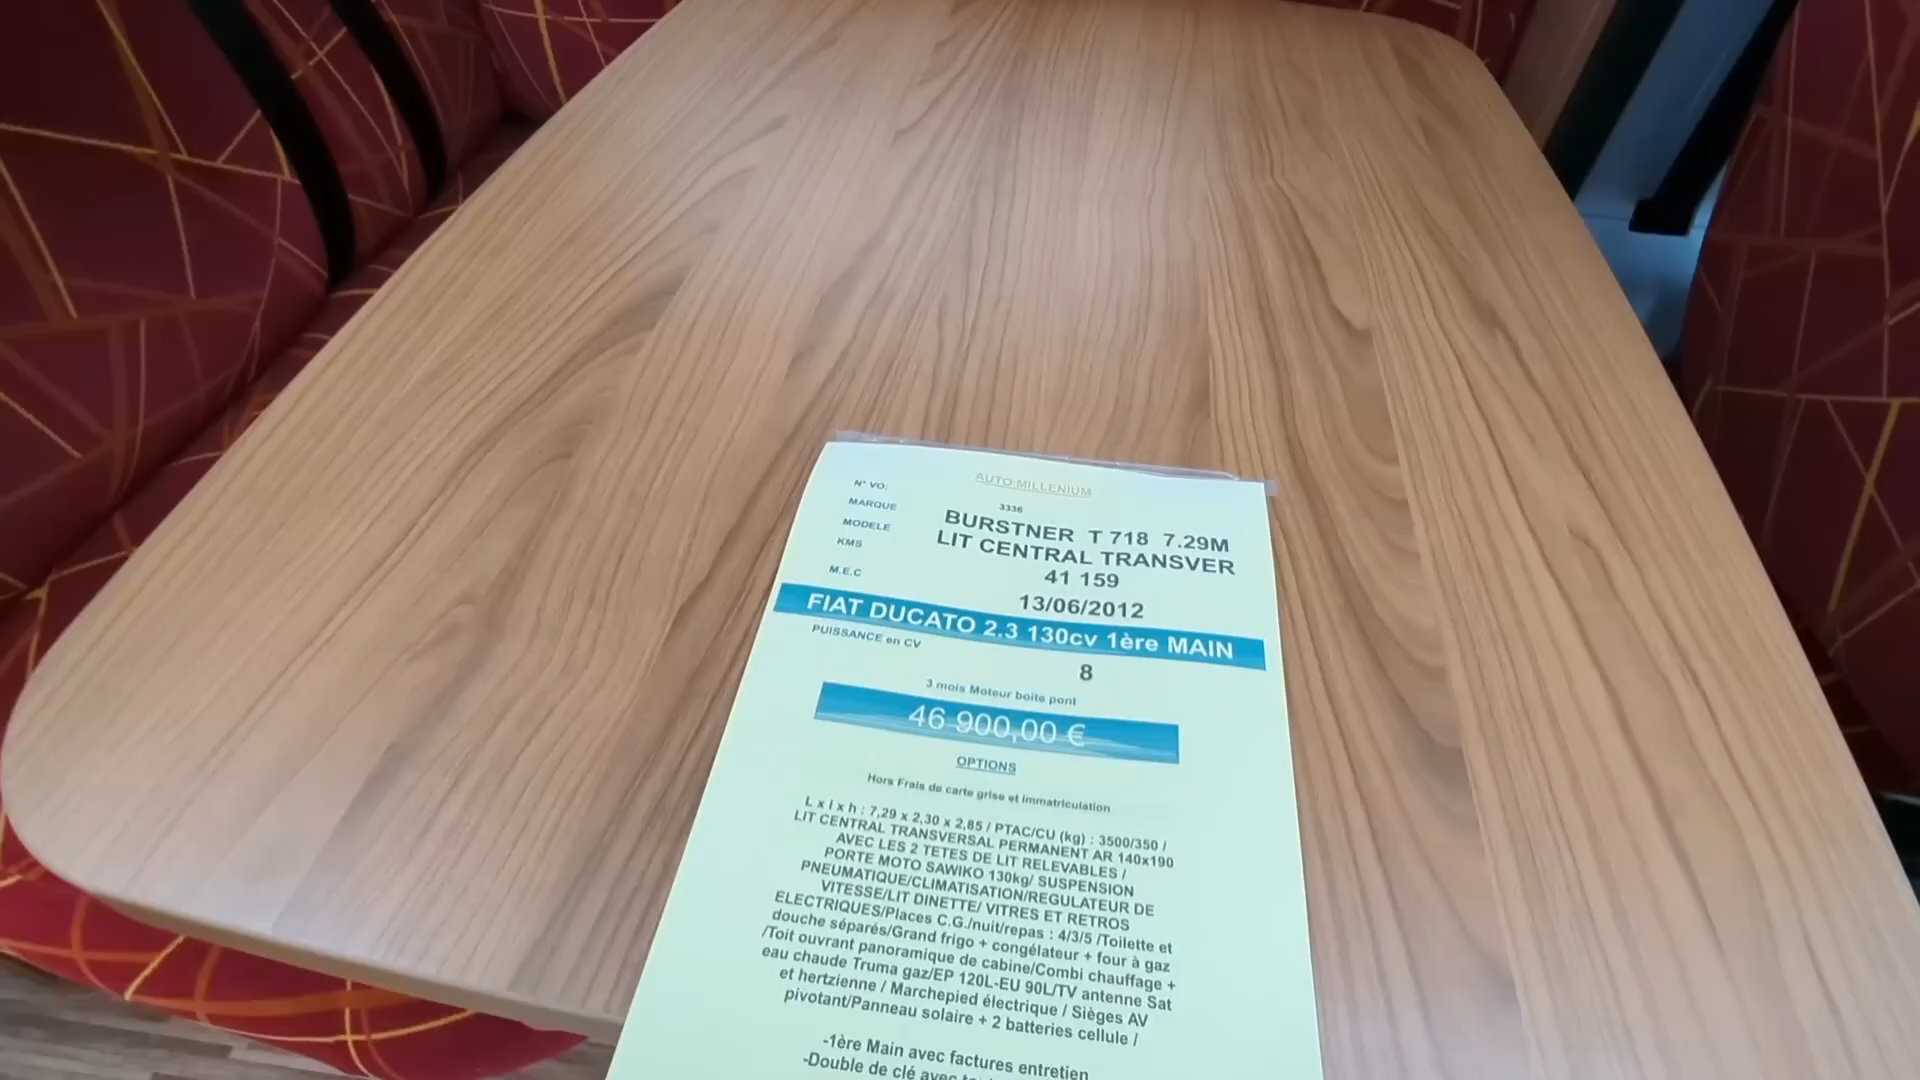 AUTO MILLENIUM
N° VO: 3336
MARQUE BURSTNER T 718 7.29M
MODELE LIT CENTRAL TRANSVER
KMS 41 159
M.E.C 13/06/2012
FIAT DUCATO 2.3 130cv 1ère MAIN
PUISSANCE en CV 8
3 mois Moteur boite pont
46 900,00 €
OPTIONS
Hors Frais de carte grise et immatriculation
L x l x h : 7,29 x 2,30 x 2,85 / PTAC/CU (kg) : 3500/350 /
LIT CENTRAL TRANSVERSAL PERMANENT AR 140x190
AVEC LES 2 TETES DE LIT RELEVABLES /
PORTE MOTO SAWIKO 130kg/ SUSPENSION
PNEUMATIQUE/CLIMATISATION/REGULATEUR DE
VITESSE/LIT DINETTE/ VITRES ET RETROS
ELECTRIQUES/Places C.G./nuit/repas : 4/3/5 /Toilette et
douche séparés/Grand frigo + congélateur + four à gaz
/Toit ouvrant panoramique de cabine/Combi chauffage +
eau chaude Truma gaz/EP 120L-EU 90L/TV antenne Sat
et hertzienne / Marchepied électrique / Sièges AV
pivotant/Panneau solaire + 2 batteries cellule /
-1ère Main avec factures entretien
-Double de clé avec